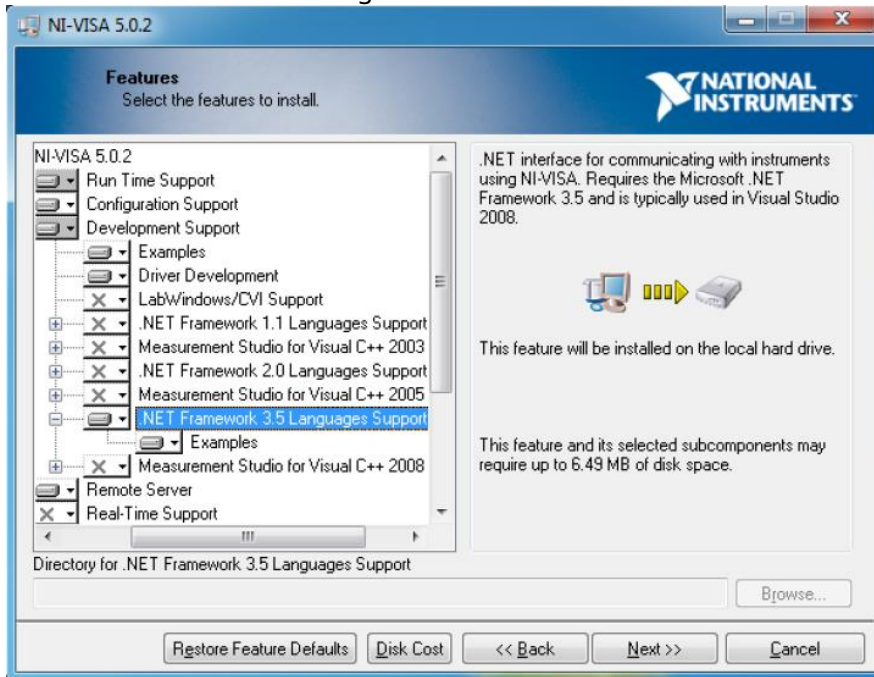 NI-VISA 5.0.2
Features
Select the features to install.
NATIONAL
INSTRUMENTS
NI-VISA 5.0.2
Run Time Support
Configuration Support
Development Support
Examples
Driver Development
LabWindows/CVI Support
.NET Framework 1.1 Languages Support
Measurement Studio for Visual C++ 2003
.NET Framework 2.0 Languages Support
Measurement Studio for Visual C++ 2005
.NET Framework 3.5 Languages Support
Examples
Measurement Studio for Visual C++ 2008
Remote Server
Real-Time Support
.NET interface for communicating with instruments
using NI-VISA. Requires the Microsoft .NET
Framework 3.5 and is typically used in Visual Studio
2008.
This feature will be installed on the local hard drive.
This feature and its selected subcomponents may
require up to 6.49 MB of disk space.
Directory for .NET Framework 3.5 Languages Support
Browse...
Restore Feature Defaults Disk Cost << Back Next >> Cancel